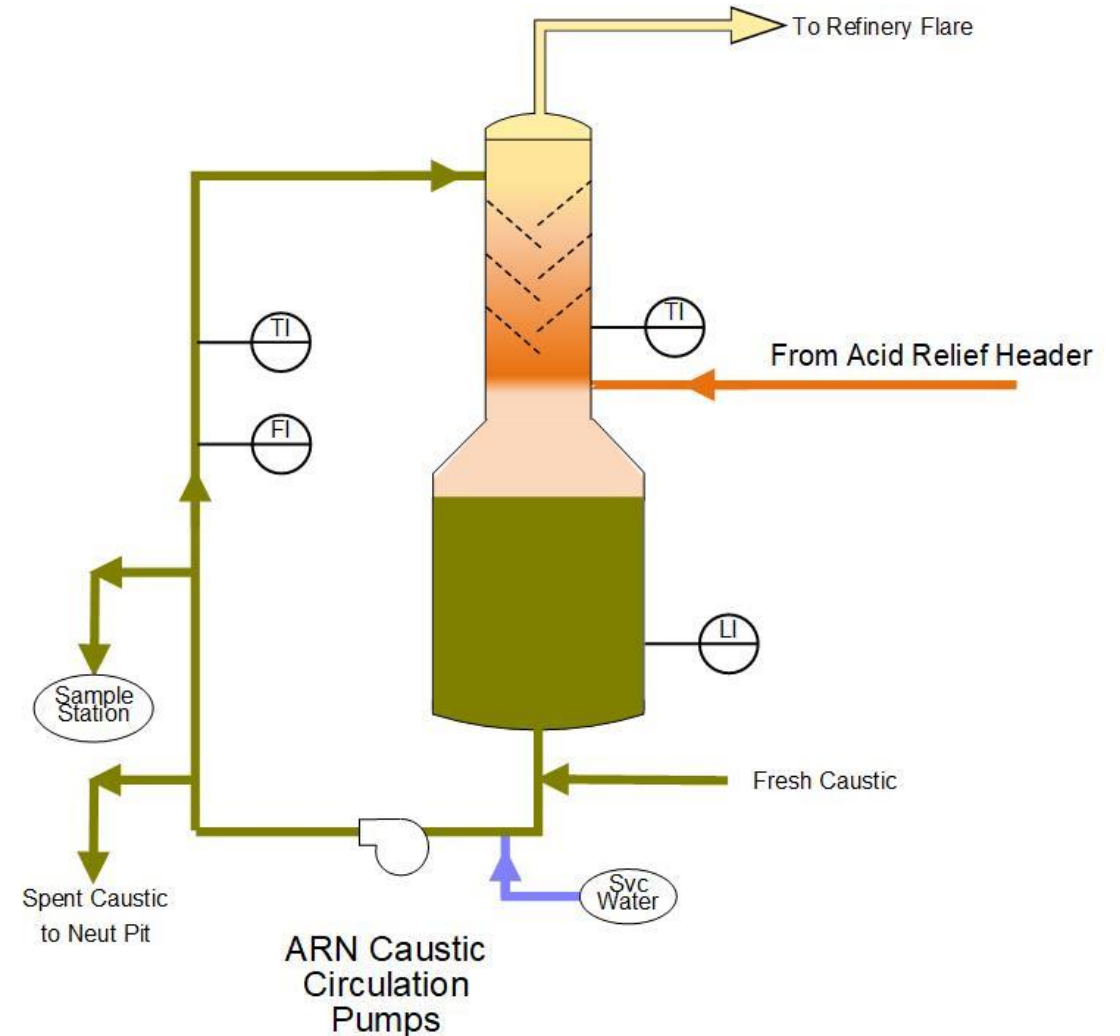 To Refinery Flare
TI
TI
From Acid Relief Header
FI
LI
Sample
Station
Fresh Caustic
Svc
Water
Spent Caustic
to Neut Pit
ARN Caustic
Circulation
Pumps